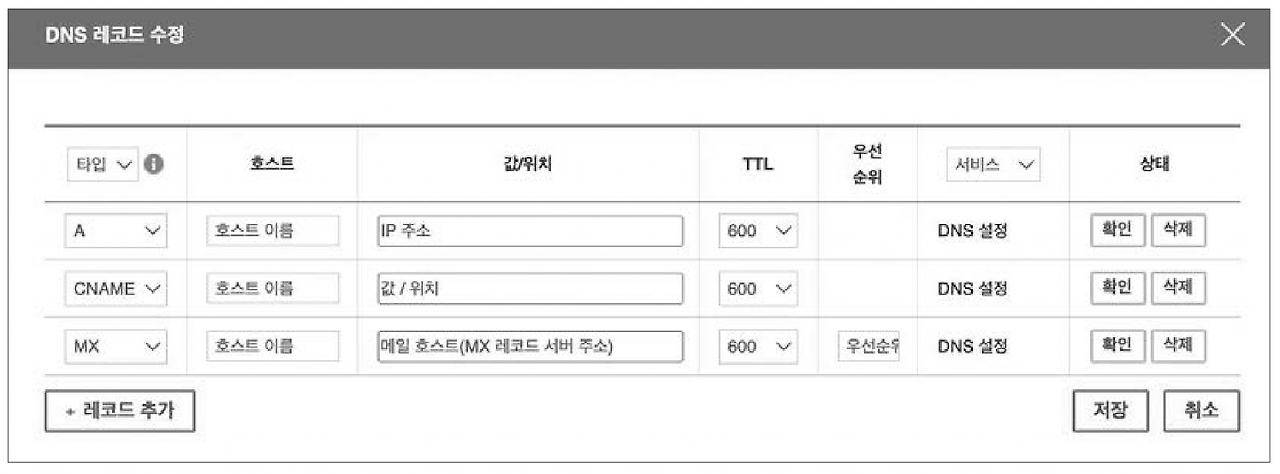 DNS 레코드 수정
타입 호스트 값/위치 TTL 우선 순위 서비스 상태
A 호스트 이름 IP 주소 600 DNS 설정 확인 삭제
CNAME 호스트 이름 값 / 위치 600 DNS 설정 확인 삭제
MX 호스트 이름 메일 호스트(MX 레코드 서버 주소) 600 우선순위 DNS 설정 확인 삭제
+ 레코드 추가 저장 취소